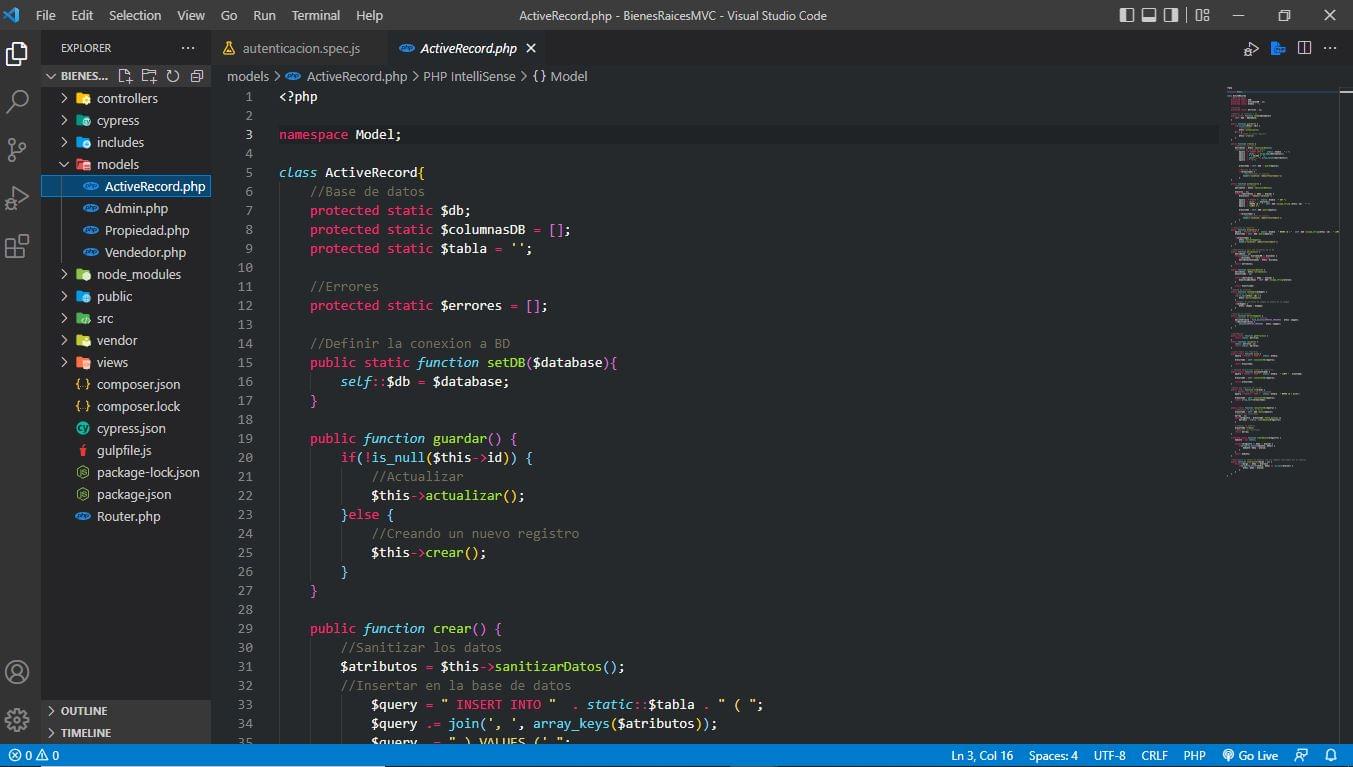 File Edit Selection View Go Run Terminal Help ActiveRecord.php - BienesRaicesMVC - Visual Studio Code
EXPLORER
BIENES...
controllers
cypress
includes
models
ActiveRecord.php
Admin.php
Propiedad.php
Vendedor.php
node_modules
public
src
vendor
views
composer.json
composer.lock
cypress.json
gulpfile.js
package-lock.json
package.json
Router.php
OUTLINE
TIMELINE
autenticacion.spec.js ActiveRecord.php
models > ActiveRecord.php > PHP IntelliSense > {} Model
1 <?php
2
3 namespace Model;
4
5 class ActiveRecord{
6 //Base de datos
7 protected static $db;
8 protected static $columnasDB = [];
9 protected static $tabla = '';
10
11 //Errores
12 protected static $errores = [];
13
14 //Definir la conexion a BD
15 public static function setDB($database){
16 self::$db = $database;
17 }
18
19 public function guardar() {
20 if(!is_null($this->id)) {
21 //Actualizar
22 $this->actualizar();
23 }else {
24 //Creando un nuevo registro
25 $this->crear();
26 }
27 }
28
29 public function crear() {
30 //Sanitizar los datos
31 $atributos = $this->sanitizarDatos();
32 //Insertar en la base de datos
33 $query = " INSERT INTO " . static::$tabla . " ( ";
34 $query .= join(', ', array_keys($atributos));
35 $query .= " ) VALUES (' ";
0 0 Ln 3, Col 16 Spaces: 4 UTF-8 CRLF PHP Go Live